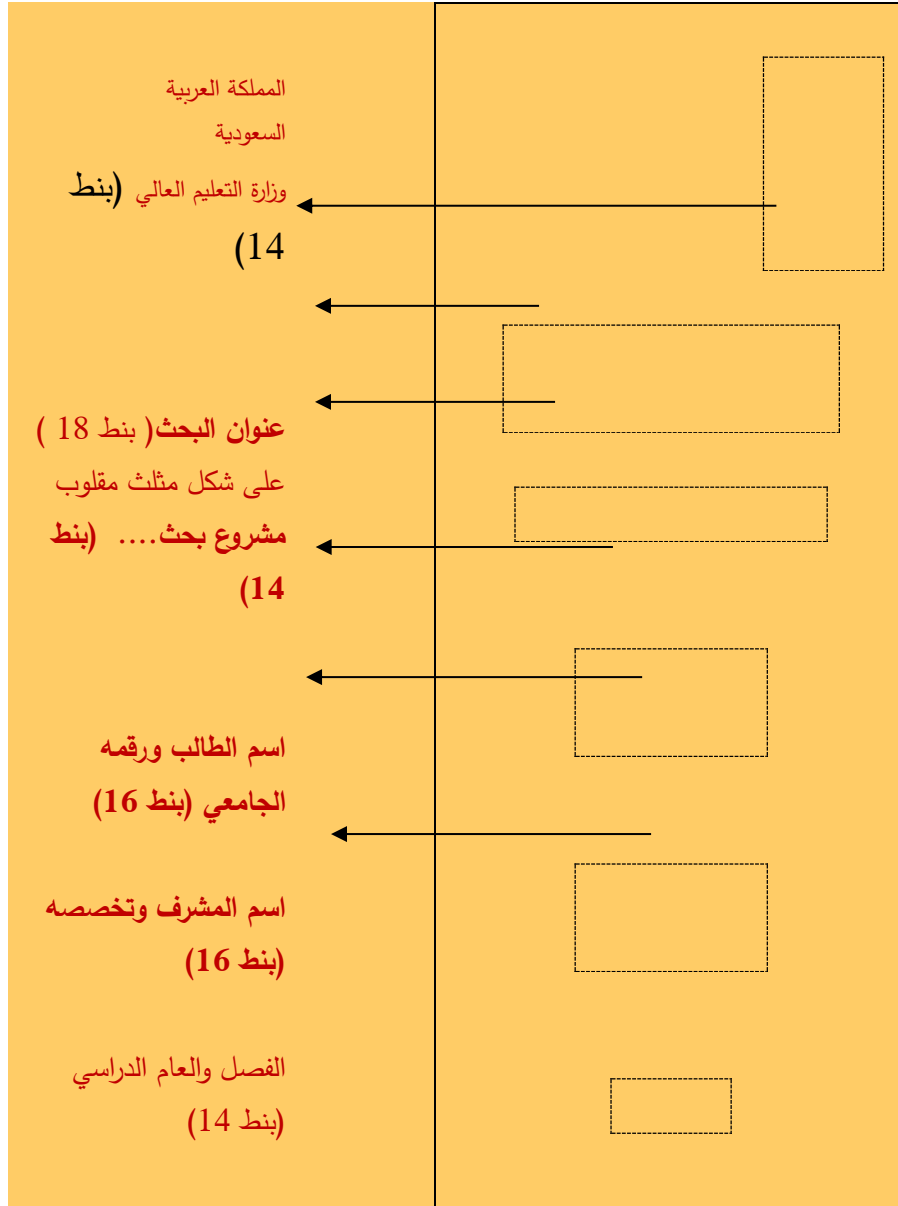 المملكة العربية
السعودية
وزارة التعليم العالي (بنط
14)
عنوان البحث( بنط 18 )
على شكل مثلث مقلوب
مشروع بحث.... (بنط
14)
اسم الطالب ورقمه
الجامعي (بنط 16)
اسم المشرف وتخصصه
(بنط 16)
الفصل والعام الدراسي
(بنط 14)